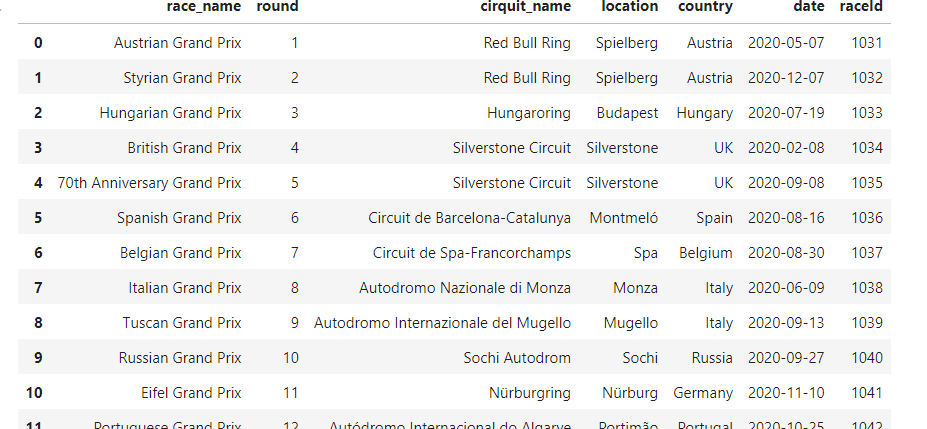 race_name round cirquit_name location country date raceId
0 Austrian Grand Prix 1 Red Bull Ring Spielberg Austria 2020-05-07 1031
1 Styrian Grand Prix 2 Red Bull Ring Spielberg Austria 2020-12-07 1032
2 Hungarian Grand Prix 3 Hungaroring Budapest Hungary 2020-07-19 1033
3 British Grand Prix 4 Silverstone Circuit Silverstone UK 2020-02-08 1034
4 70th Anniversary Grand Prix 5 Silverstone Circuit Silverstone UK 2020-09-08 1035
5 Spanish Grand Prix 6 Circuit de Barcelona-Catalunya Montmeló Spain 2020-08-16 1036
6 Belgian Grand Prix 7 Circuit de Spa-Francorchamps Spa Belgium 2020-08-30 1037
7 Italian Grand Prix 8 Autodromo Nazionale di Monza Monza Italy 2020-06-09 1038
8 Tuscan Grand Prix 9 Autodromo Internazionale del Mugello Mugello Italy 2020-09-13 1039
9 Russian Grand Prix 10 Sochi Autodrom Sochi Russia 2020-09-27 1040
10 Eifel Grand Prix 11 Nürburgring Nürburg Germany 2020-11-10 1041
11 Portuguese Grand Prix 12 Autódromo Internacional do Algarve Portimão Portugal 2020-10-25 1042